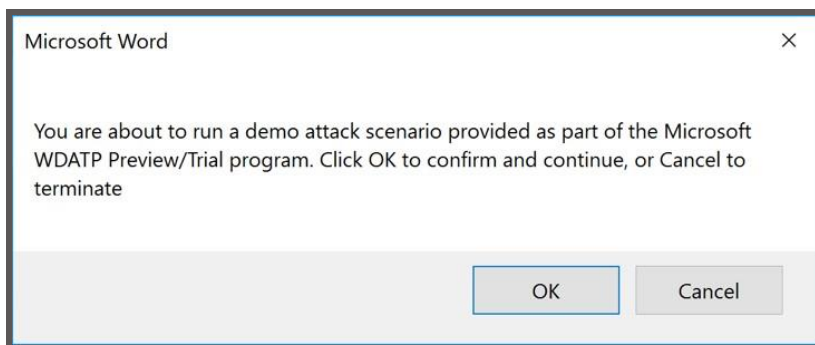 Microsoft Word
You are about to run a demo attack scenario provided as part of the Microsoft
WDATP Preview/Trial program. Click OK to confirm and continue, or Cancel to
terminate
OK Cancel